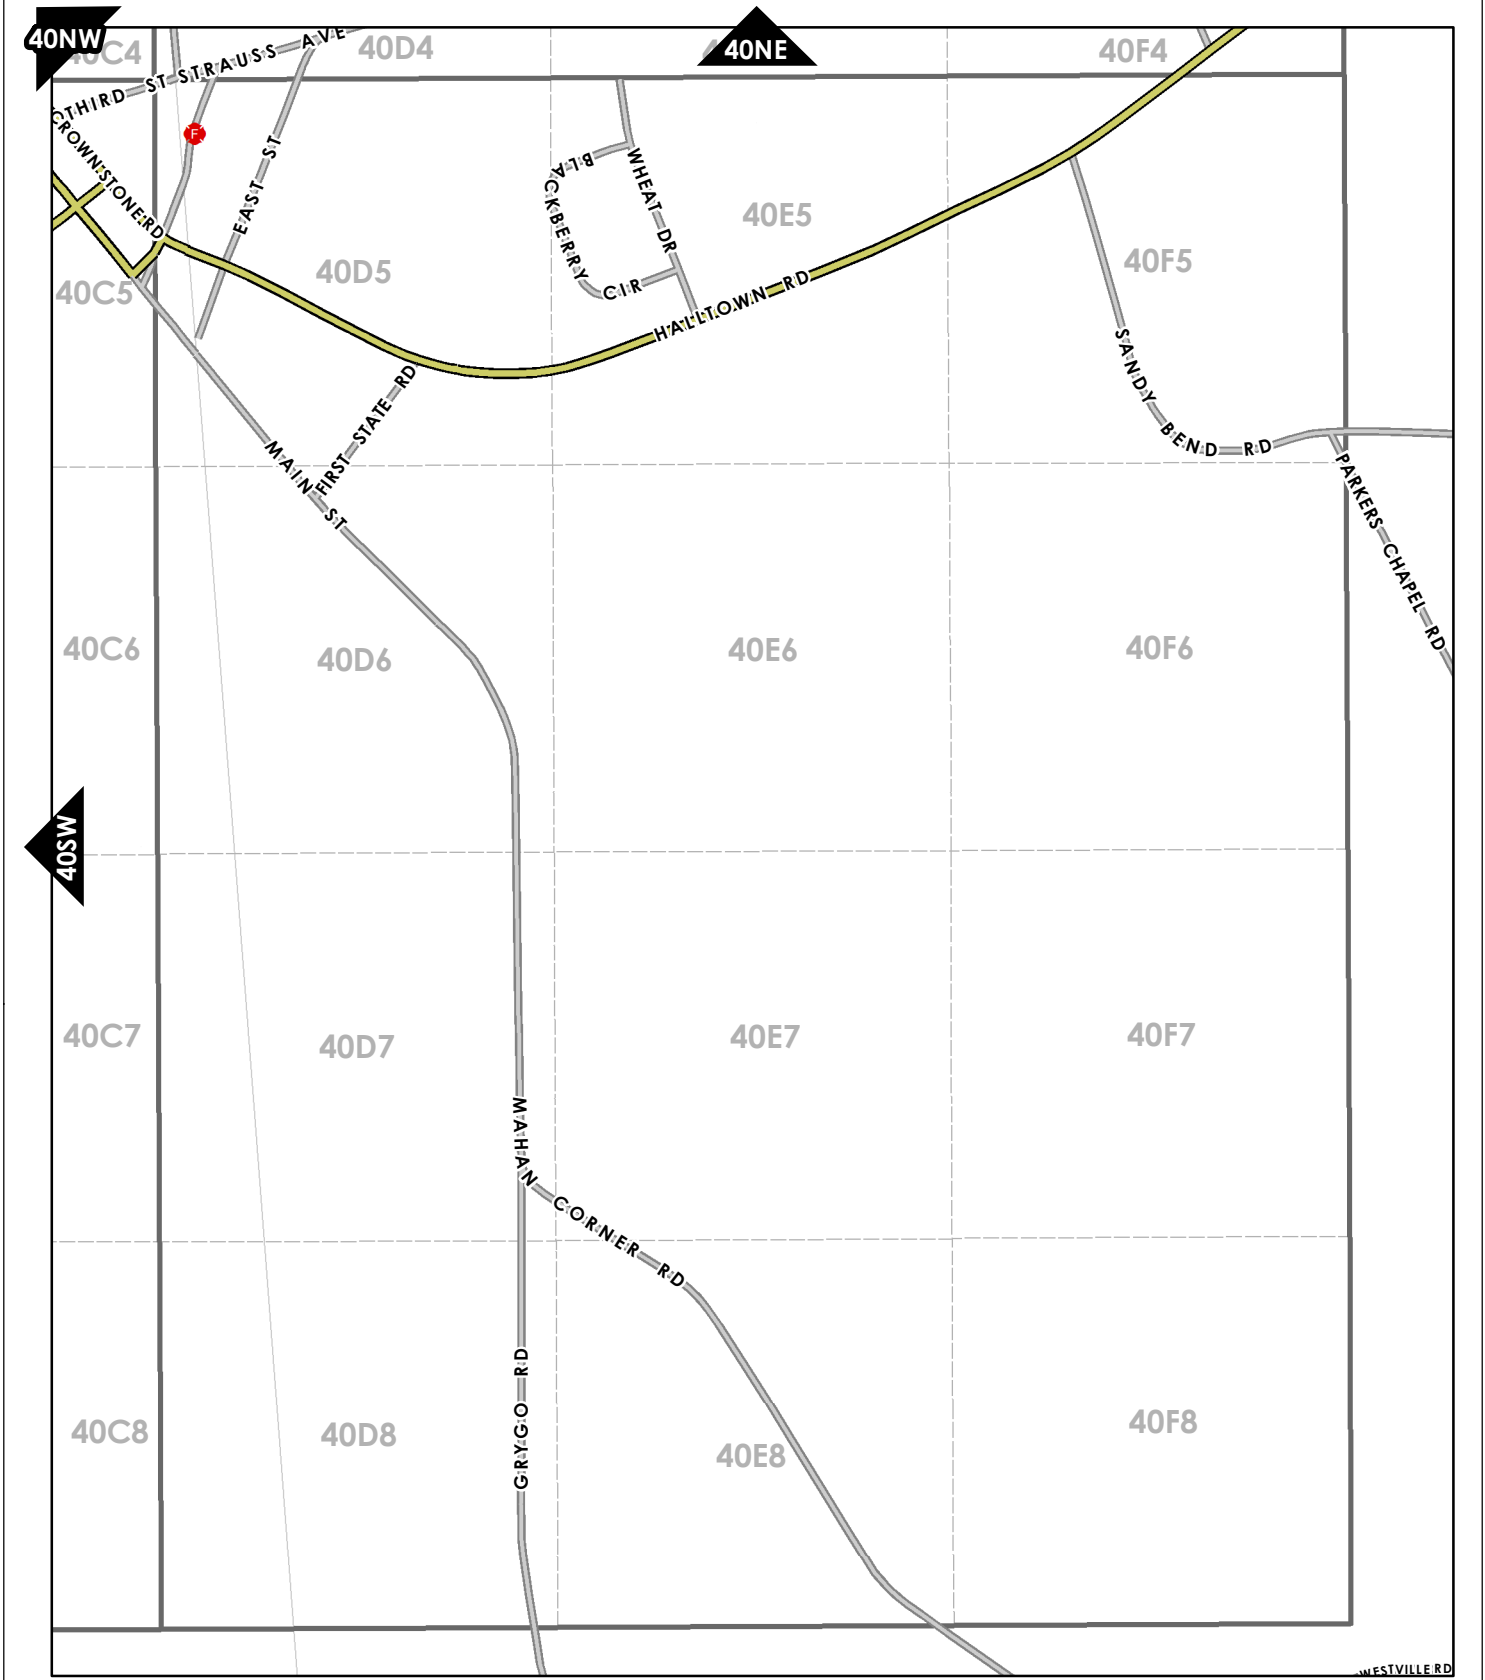 40NW
40C4
THIRD ST
STRAUSS AVE
40D4
40NE
40F4
CROWNSTONE RD
F
EAST ST
BLACKBERRY CIR
WHEAT DR
40E5
40F5
40D5
40C5
HALLTOWN RD
SANDY BEND RD
FIRST STATE RD
MAIN ST
PARKERS CHAPEL RD
40C6
40D6
40E6
40F6
40SW
40C7
40D7
40E7
40F7
MAHAN CORNER RD
GRYGO RD
40C8
40D8
40E8
40F8
WESTVILLE RD